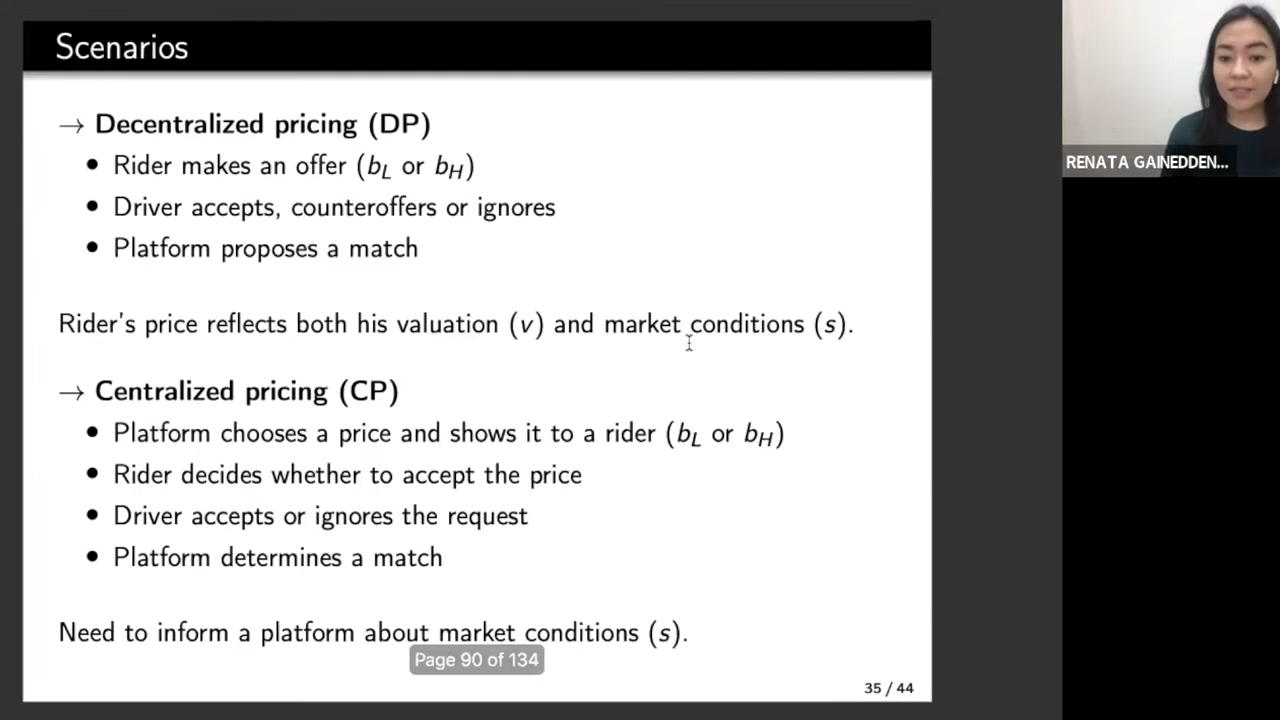 Scenarios
→ Decentralized pricing (DP)
• Rider makes an offer (b_L or b_H)
• Driver accepts, counteroffers or ignores
• Platform proposes a match
Rider's price reflects both his valuation (v) and market conditions (s).
→ Centralized pricing (CP)
• Platform chooses a price and shows it to a rider (b_L or b_H)
• Rider decides whether to accept the price
• Driver accepts or ignores the request
• Platform determines a match
Need to inform a platform about market conditions (s).
Page 90 of 134
35 / 44
RENATA GAINEDDEN...